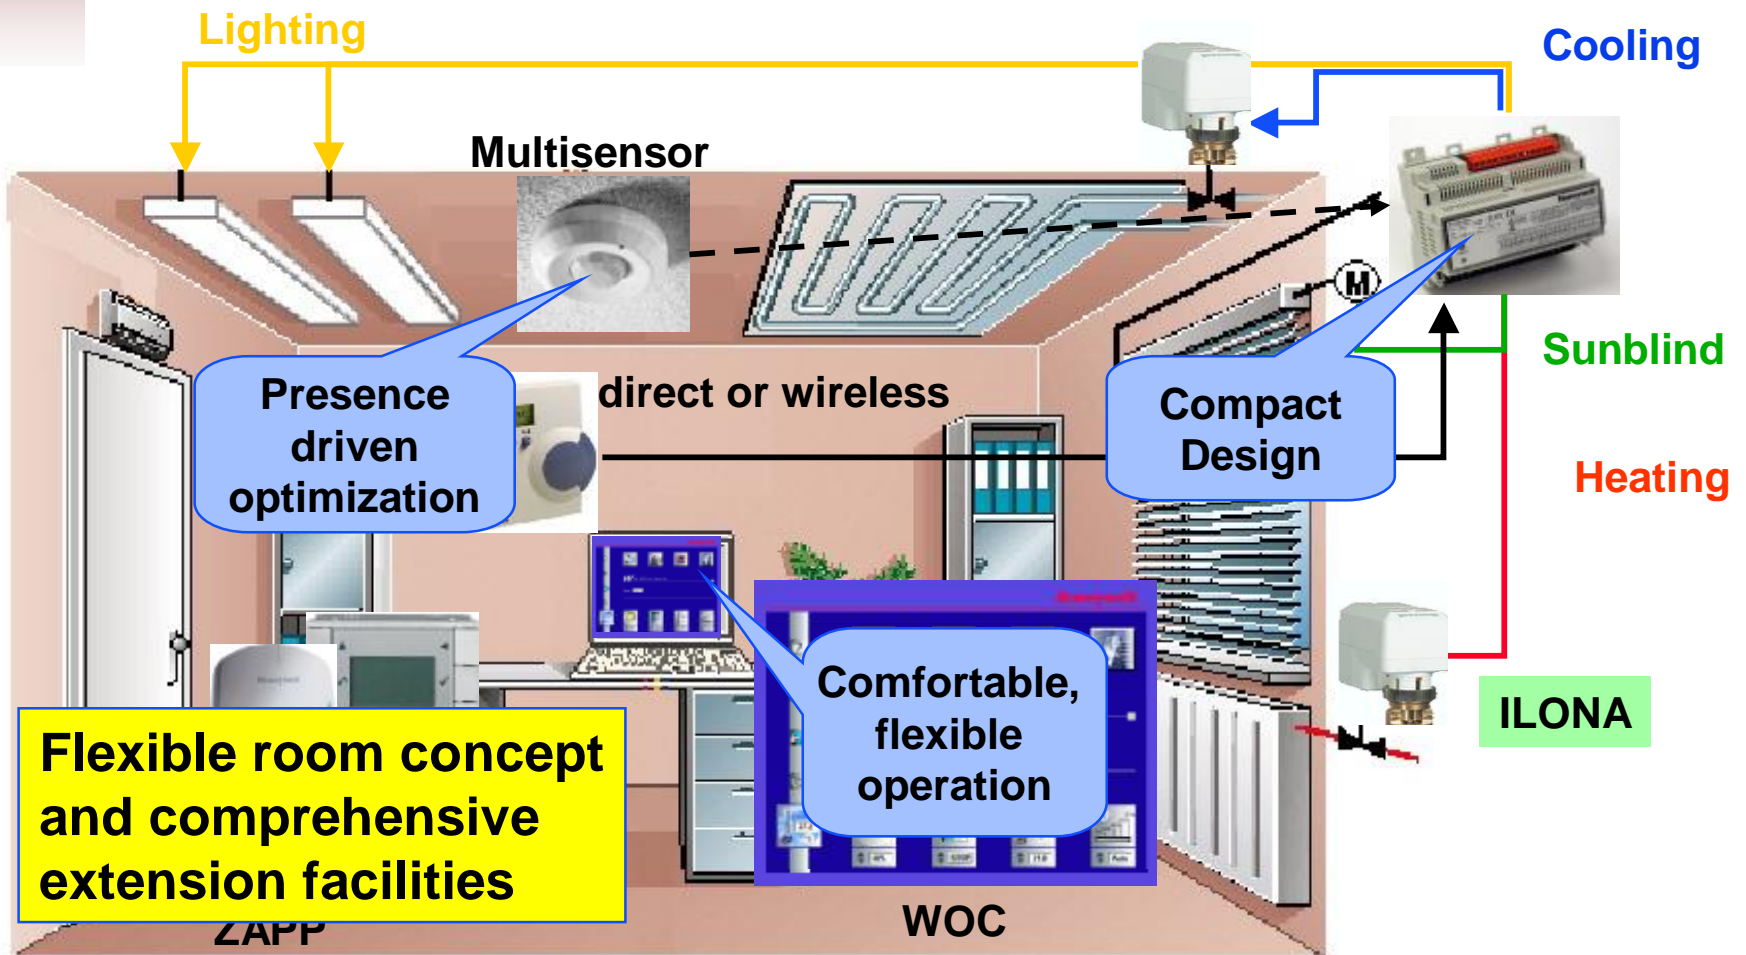 Lighting
Cooling
Multisensor
M
Sunblind
Presence
driven
optimization
direct or wireless
Compact
Design
Heating
Honeywell
Comfortable,
flexible
operation
ILONA
Flexible room concept
and comprehensive
extension facilities
ZAPP
WOC